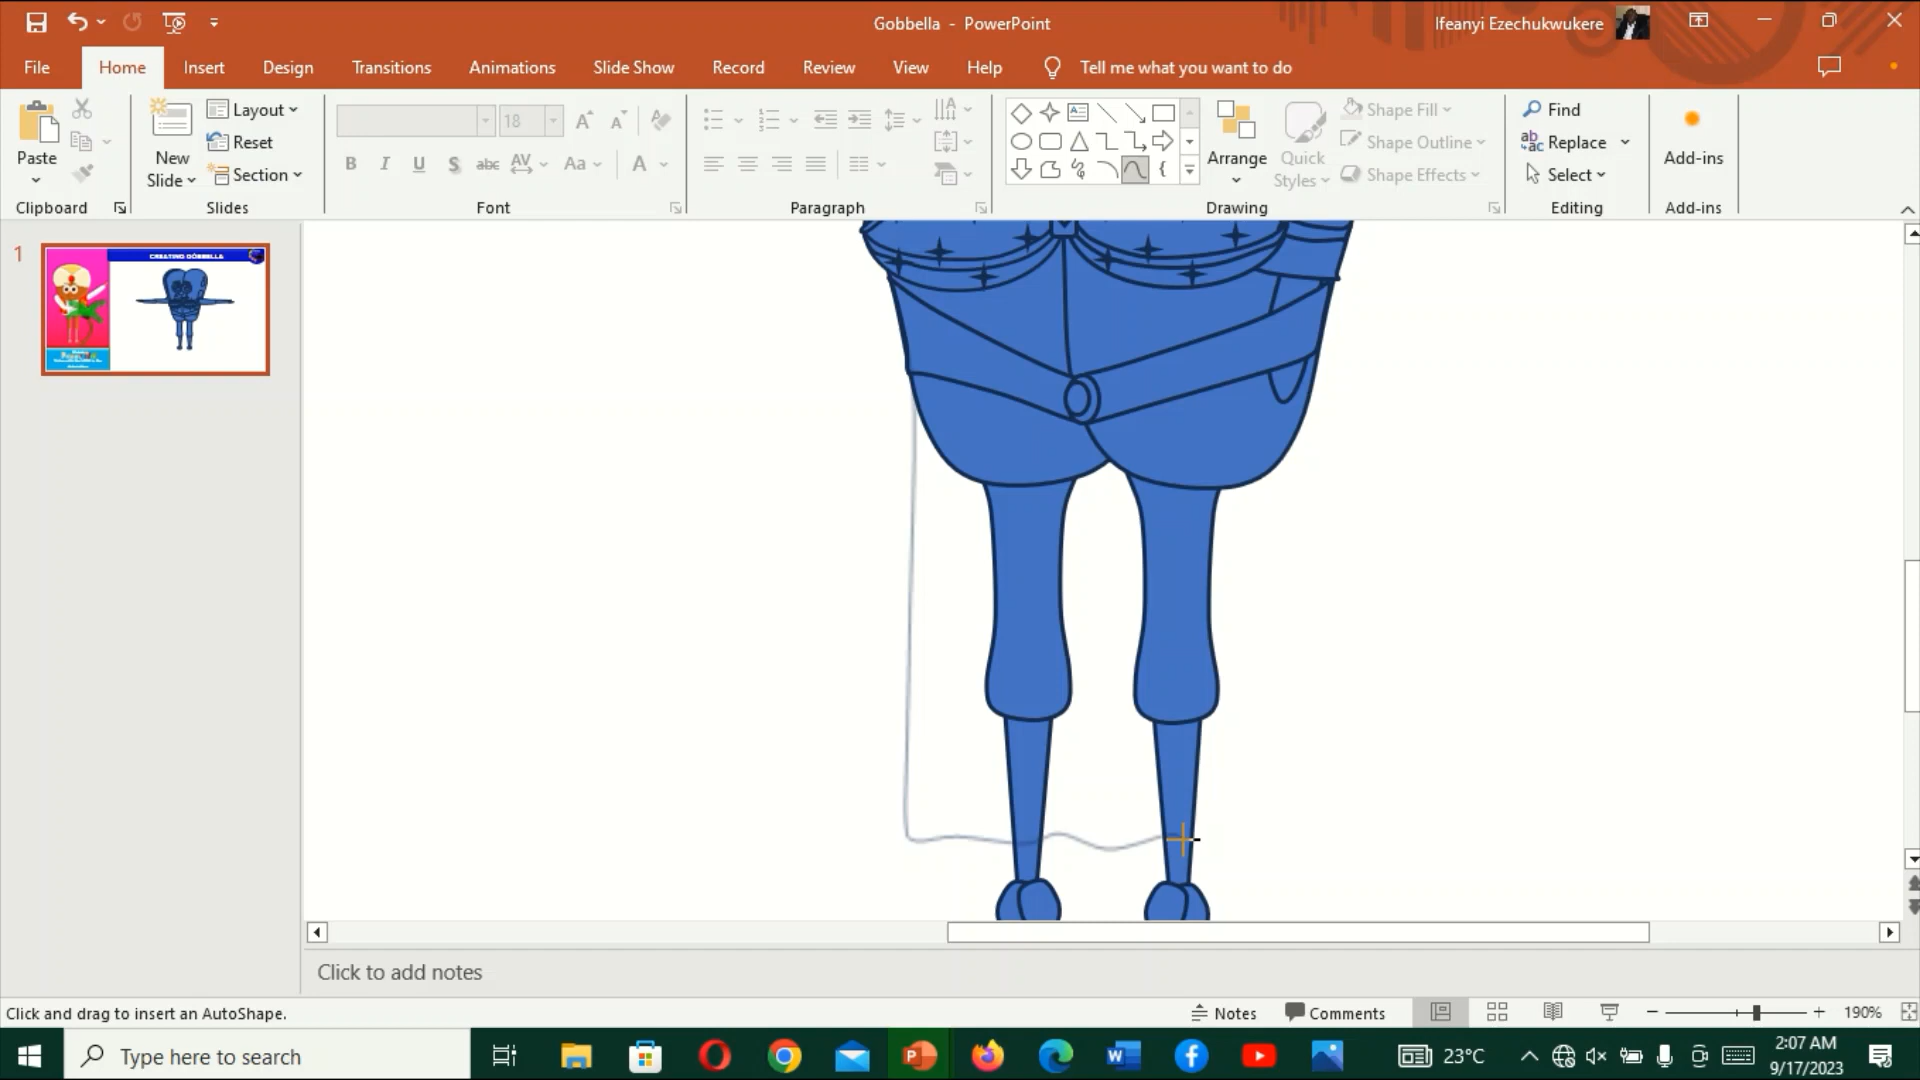 Gobbella - PowerPoint
Ifeanyi Ezechukwukere
File Home Insert Design Transitions Animations Slide Show Record Review View Help Tell me what you want to do
Paste
Clipboard
New Slide
Layout
Reset
Section
Slides
18
B I U S abc AV Aa A
Font
Paragraph
Arrange
Quick Styles
Shape Fill
Shape Outline
Shape Effects
Drawing
Find
Replace
Select
Editing
Add-ins
Add-ins
1
CREATING GOBBELLA
Click to add notes
Click and drag to insert an AutoShape.
Notes Comments 190%
Type here to search
23°C
2:07 AM
9/17/2023